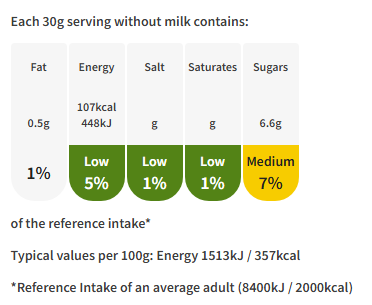 Each 30g serving without milk contains:
Fat Energy Salt Saturates Sugars
107kcal
0.5g 448kJ g g 6.6g
Low Low Low Medium
1% 5% 1% 1% 7%
of the reference intake*
Typical values per 100g: Energy 1513kJ / 357kcal
*Reference Intake of an average adult (8400kJ / 2000kcal)